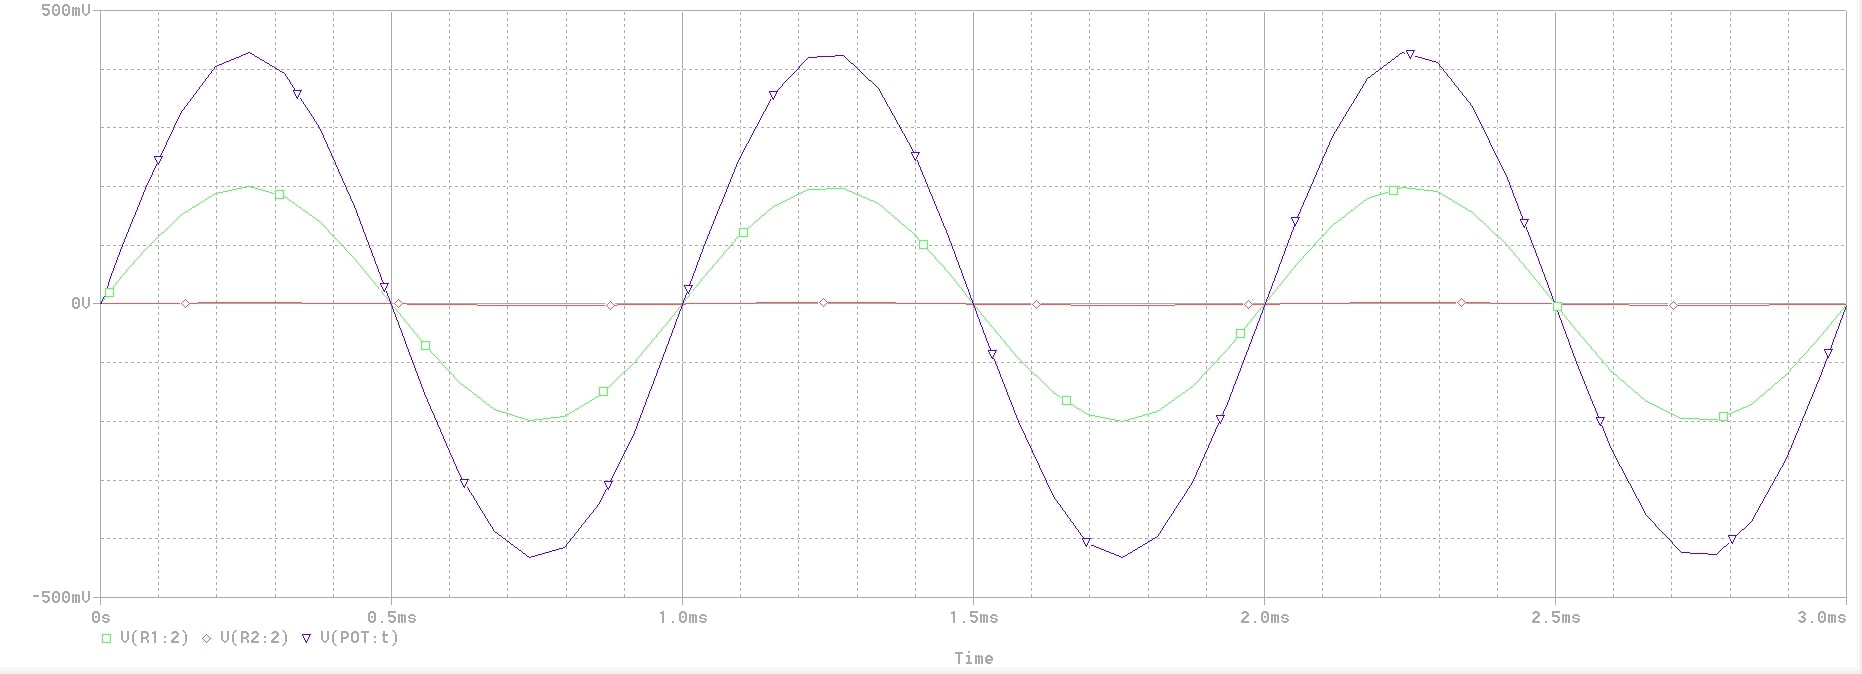 500mV
0V
-500mV
0s 0.5ms 1.0ms 1.5ms 2.0ms 2.5ms 3.0ms
V(R1:2) V(R2:2) V(POT:t)
Time